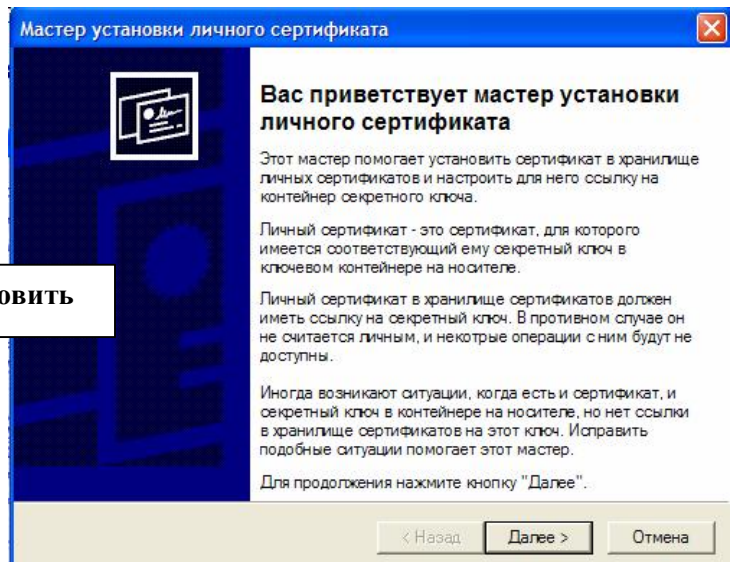 Мастер установки личного сертификата
Вас приветствует мастер установки
личного сертификата
Этот мастер помогает установить сертификат в хранилище
личных сертификатов и настроить для него ссылку на
контейнер секретного ключа.
Личный сертификат - это сертификат, для которого
имеется соответствующий ему секретный ключ в
ключевом контейнере на носителе.
овить
Личный сертификат в хранилище сертификатов должен
иметь ссылку на секретный ключ. В противном случае он
не считается личным, и некотрые операции с ним будут не
доступны.
Иногда возникают ситуации, когда есть и сертификат, и
секретный ключ в контейнере на носителе, но нет ссылки
в хранилище сертификатов на этот ключ. Исправить
подобные ситуации помогает этот мастер.
Для продолжения нажмите кнопку "Далее".
< Назад Далее > Отмена